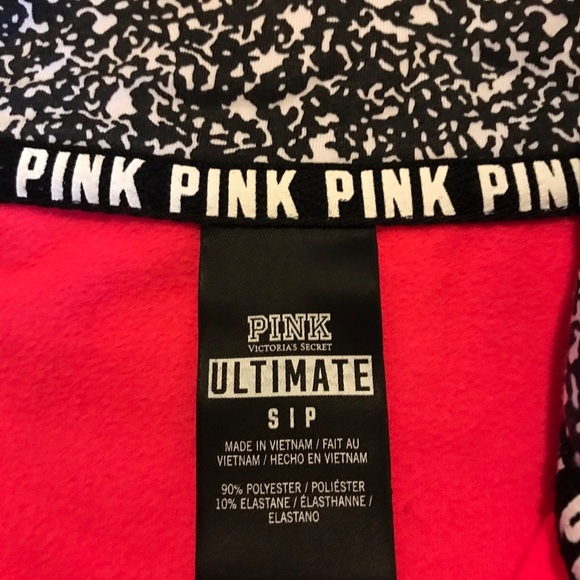 PINK PINK PINK PINK
PINK
VICTORIA'S SECRET
ULTIMATE
S | P
MADE IN VIETNAM / FAIT AU
VIETNAM / HECHO EN VIETNAM
90% POLYESTER / POLIÉSTER
10% ELASTANE / ÉLASTHANNE /
ELASTANO